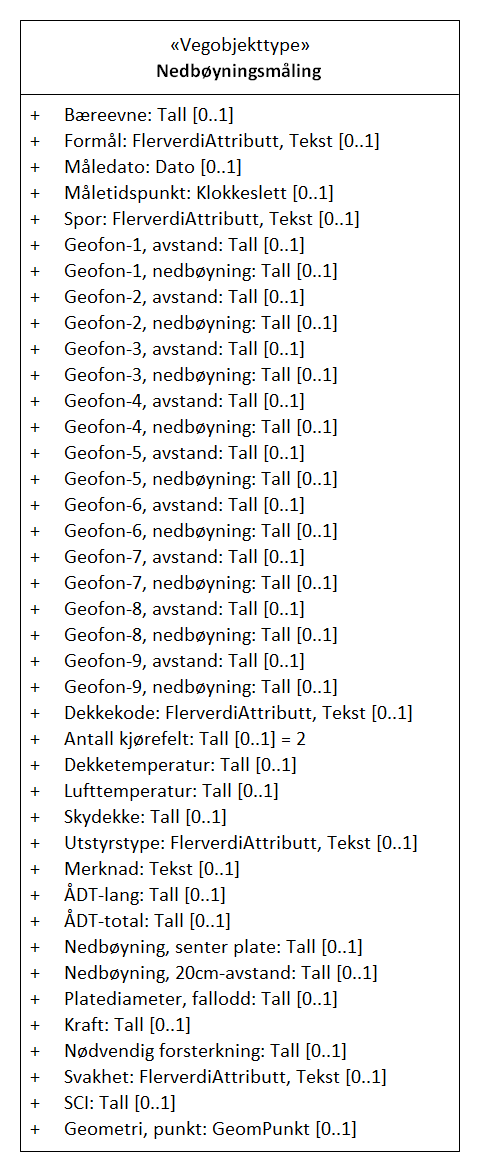 «Vegobjekttype»
Nedbøyningsmåling
+ Bæreevne: Tall [0..1]
+ Formål: FlerverdiAttributt, Tekst [0..1]
+ Måledato: Dato [0..1]
+ Måletidspunkt: Klokkeslett [0..1]
+ Spor: FlerverdiAttributt, Tekst [0..1]
+ Geofon-1, avstand: Tall [0..1]
+ Geofon-1, nedbøyning: Tall [0..1]
+ Geofon-2, avstand: Tall [0..1]
+ Geofon-2, nedbøyning: Tall [0..1]
+ Geofon-3, avstand: Tall [0..1]
+ Geofon-3, nedbøyning: Tall [0..1]
+ Geofon-4, avstand: Tall [0..1]
+ Geofon-4, nedbøyning: Tall [0..1]
+ Geofon-5, avstand: Tall [0..1]
+ Geofon-5, nedbøyning: Tall [0..1]
+ Geofon-6, avstand: Tall [0..1]
+ Geofon-6, nedbøyning: Tall [0..1]
+ Geofon-7, avstand: Tall [0..1]
+ Geofon-7, nedbøyning: Tall [0..1]
+ Geofon-8, avstand: Tall [0..1]
+ Geofon-8, nedbøyning: Tall [0..1]
+ Geofon-9, avstand: Tall [0..1]
+ Geofon-9, nedbøyning: Tall [0..1]
+ Dekkekode: FlerverdiAttributt, Tekst [0..1]
+ Antall kjørefelt: Tall [0..1] = 2
+ Dekketemperatur: Tall [0..1]
+ Lufttemperatur: Tall [0..1]
+ Skydekke: Tall [0..1]
+ Utstyrstype: FlerverdiAttributt, Tekst [0..1]
+ Merknad: Tekst [0..1]
+ ÅDT-lang: Tall [0..1]
+ ÅDT-total: Tall [0..1]
+ Nedbøyning, senter plate: Tall [0..1]
+ Nedbøyning, 20cm-avstand: Tall [0..1]
+ Platediameter, fallodd: Tall [0..1]
+ Kraft: Tall [0..1]
+ Nødvendig forsterkning: Tall [0..1]
+ Svakhet: FlerverdiAttributt, Tekst [0..1]
+ SCI: Tall [0..1]
+ Geometri, punkt: GeomPunkt [0..1]